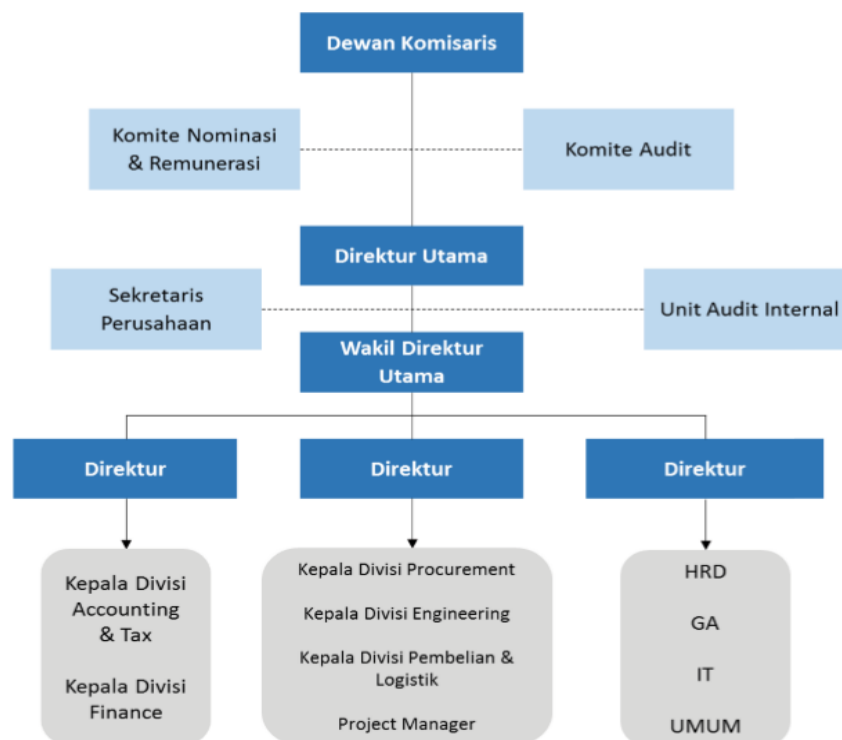 Dewan Komisaris
Komite Nominasi
& Remunerasi
Komite Audit
Direktur Utama
Sekretaris
Perusahaan
Unit Audit Internal
Wakil Direktur
Utama
Direktur
Direktur
Direktur
Kepala Divisi
Accounting
& Tax
Kepala Divisi
Finance
Kepala Divisi Procurement
Kepala Divisi Engineering
Kepala Divisi Pembelian &
Logistik
Project Manager
HRD
GA
IT
UMUM